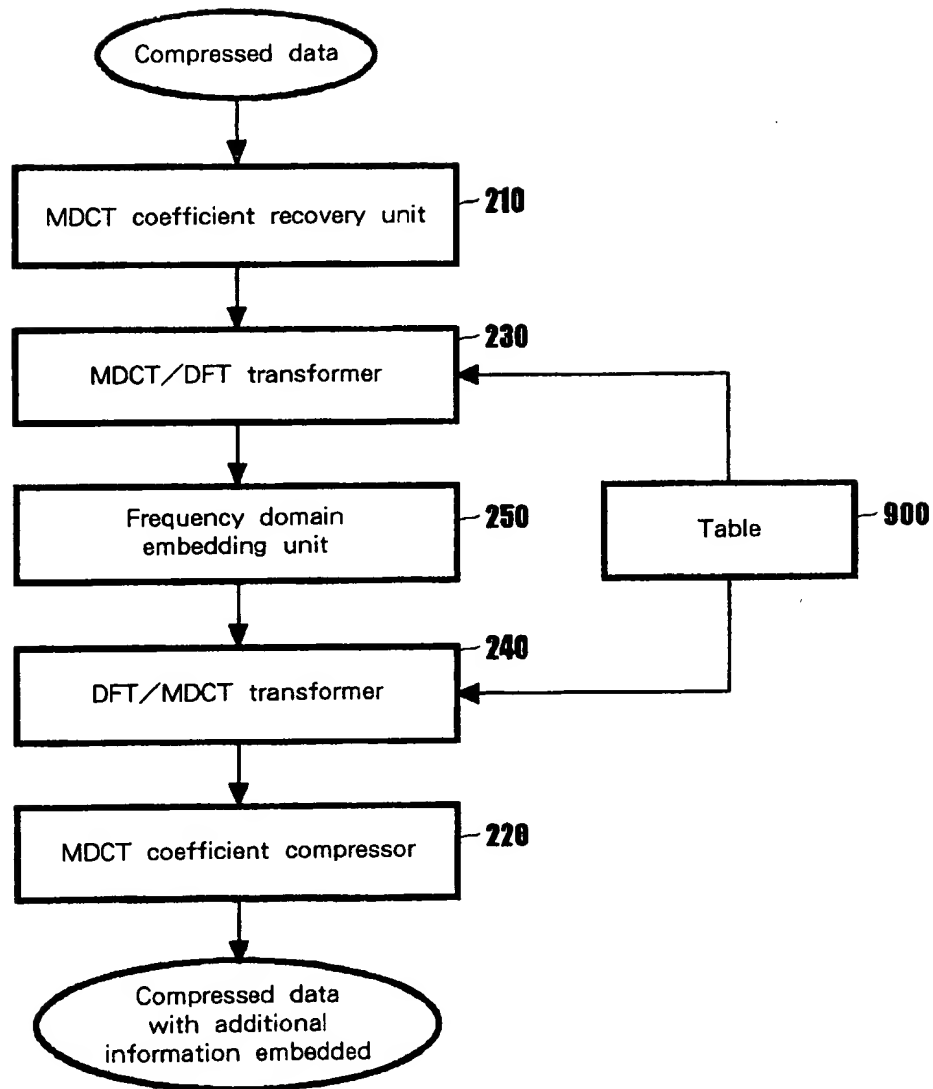 Compressed data
MDCT coefficient recovery unit
210
MDCT/DFT transformer
230
Frequency domain
embedding unit
250
Table
900
DFT/MDCT transformer
240
MDCT coefficient compressor
220
Compressed data
with additional
information embedded